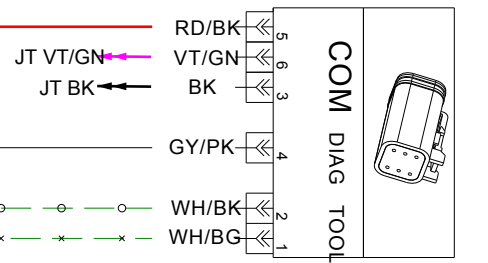 RD/BK 5
JT VT/GN VT/GN 6
JT BK BK 3
GY/PK 4
WH/BK 2
WH/BG 1
COM DIAG TOOL